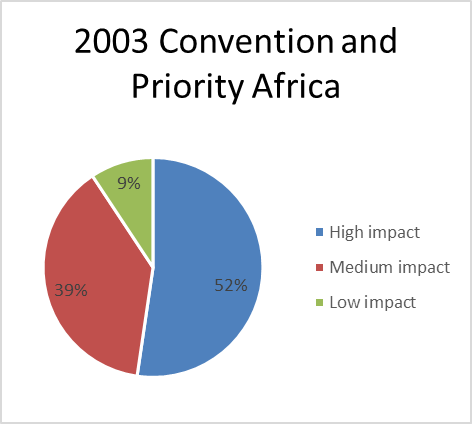 2003 Convention and
Priority Africa
9%
52%
39%
High impact
Medium impact
Low impact